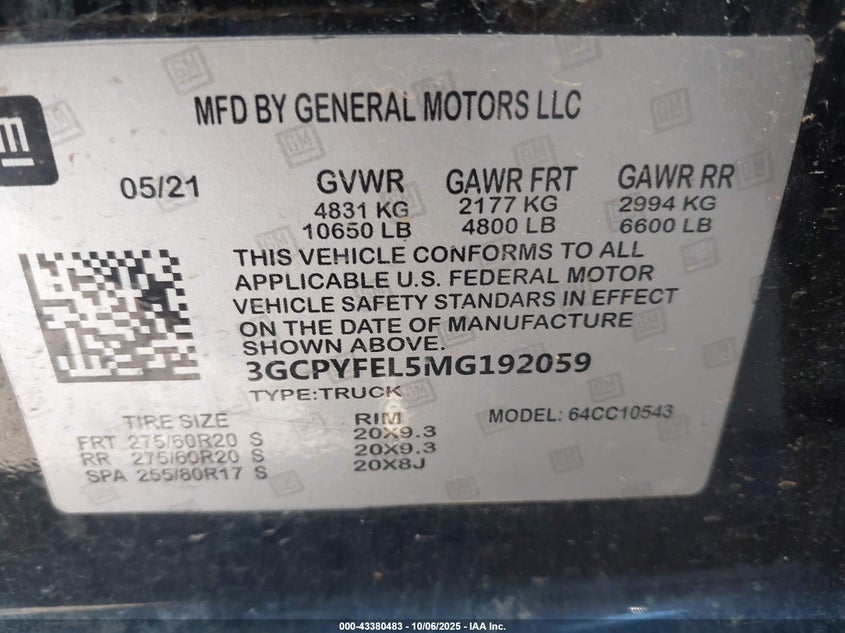 GM
MFD BY GENERAL MOTORS LLC
05/21 GVWR GAWR FRT GAWR RR
4831 KG 2177 KG 2994 KG
10650 LB 4800 LB 6600 LB
THIS VEHICLE CONFORMS TO ALL
APPLICABLE U.S. FEDERAL MOTOR
VEHICLE SAFETY STANDARS IN EFFECT
ON THE DATE OF MANUFACTURE
SHOWN ABOVE.
3GCPYFEL5MG192059
TYPE:TRUCK
TIRE SIZE RIM MODEL: 64CC10543
FRT 275/60R20 S 20X9.3
RR 275/60R20 S 20X9.3
SPA 255/80R17 S 20X8J
000-43380483 - 10/06/2025 - IAA Inc.